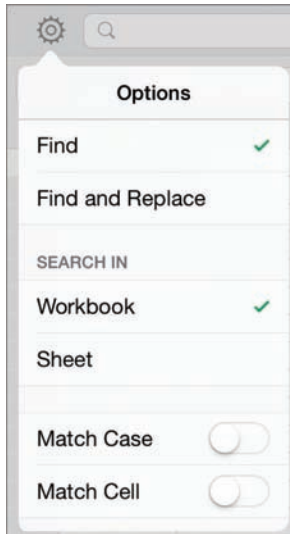 Options
Find
Find and Replace
SEARCH IN
Workbook
Sheet
Match Case
Match Cell